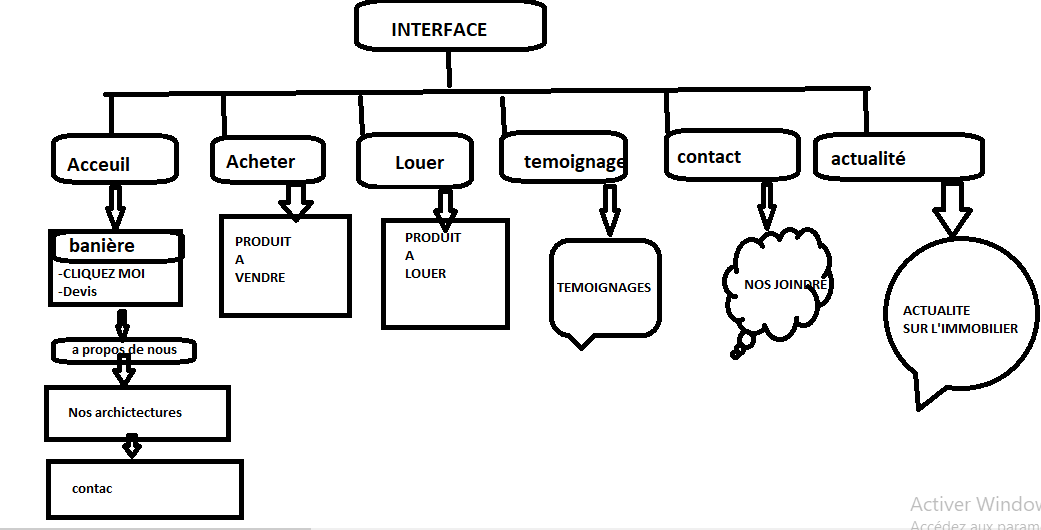 INTERFACE
Acceuil
Acheter
Louer
temoignage
contact
actualité
banière
-CLIQUEZ MOI
-Devis
PRODUIT
A
VENDRE
PRODUIT
A
LOUER
TEMOIGNAGES
NOS JOINDRE
ACTUALITE
SUR L'IMMOBILIER
a propos de nous
Nos archictectures
contac
Activer Window
Accédez aux param